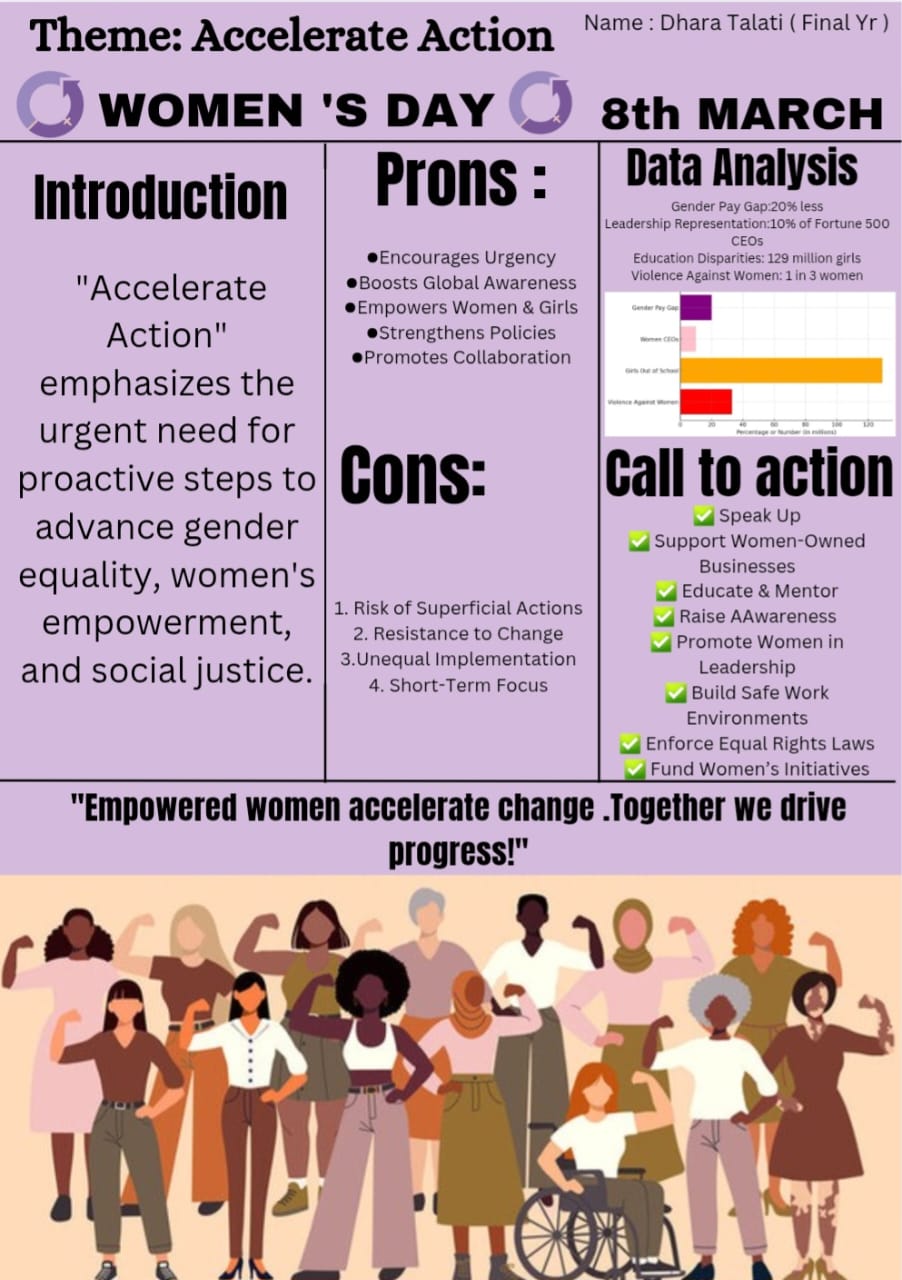 Theme: Accelerate Action
Name : Dhara Talati ( Final Yr )
WOMEN 'S DAY
8th MARCH
Introduction
"Accelerate
Action"
emphasizes the
urgent need for
proactive steps to
advance gender
equality, women's
empowerment,
and social justice.
Prons :
●Encourages Urgency
●Boosts Global Awareness
●Empowers Women & Girls
●Strengthens Policies
●Promotes Collaboration
Cons:
1. Risk of Superficial Actions
2. Resistance to Change
3.Unequal Implementation
4. Short-Term Focus
Data Analysis
Gender Pay Gap:20% less
Leadership Representation:10% of Fortune 500
CEOs
Education Disparities: 129 million girls
Violence Against Women: 1 in 3 women
Gender Pay Gap
Women CEOs
Girls Out of School
Violence Against Women
0 20 40 60 80 100 120
Percentage or Number (in millions)
Call to action
✅ Speak Up
✅ Support Women-Owned
Businesses
✅ Educate & Mentor
✅ Raise AAwareness
✅ Promote Women in
Leadership
✅ Build Safe Work
Environments
✅ Enforce Equal Rights Laws
✅ Fund Women's Initiatives
"Empowered women accelerate change .Together we drive
progress!"